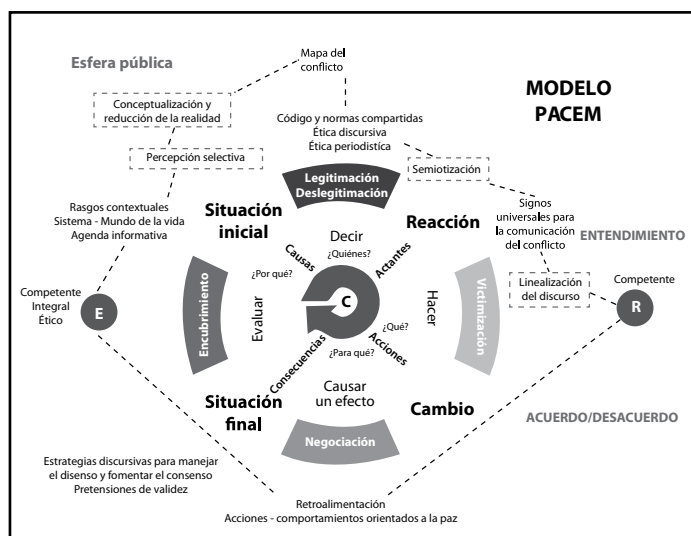 Esfera pública
Mapa del
conflicto
MODELO
PACEM
Conceptualización y
reducción de la realidad
Código y normas compartidas
Ética discursiva
Ética periodistíca
Percepción selectiva
Legitimación
Deslegitimación
Semiotización
Rasgos contextuales
Sistema - Mundo de la vida
Agenda informativa
Situación
inicial
Reacción
Signos
universales para
la comunicación
del conflicto
ENTENDIMIENTO
Decir
¿Quiénes?
Causas
Actantes
¿Por qué?
Linealización
del discurso
Competente
Integral
Ético
E
Encubrimiento
Evaluar
C
Hacer
Victimización
Competente
R
¿Qué?
¿Para qué?
Consecuencias
Acciones
Situación
final
Causar
un efecto
Cambio
ACUERDO/DESACUERDO
Negociación
Estrategias discursivas para manejar
el disenso y fomentar el consenso
Pretensiones de validez
Retroalimentación
Acciones - comportamientos orientados a la paz